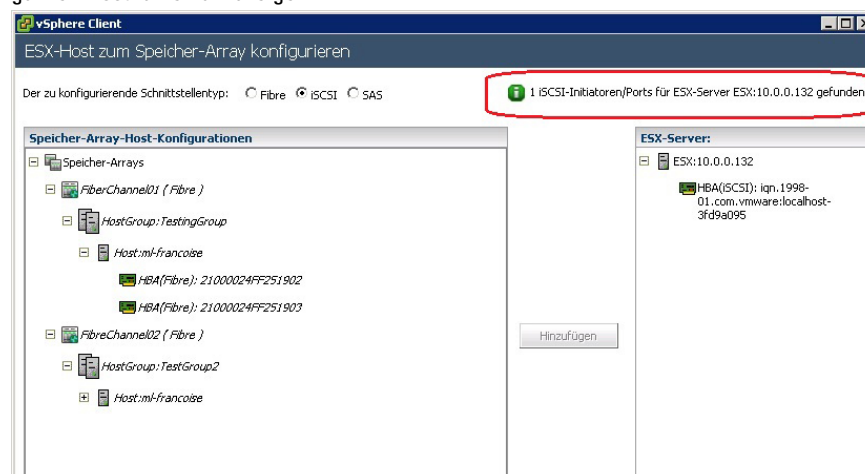 vSphere Client
ESX-Host zum Speicher-Array konfigurieren
Der zu konfigurierende Schnittstellentyp: Fibre iSCSI SAS
1 iSCSI-Initiatoren/Ports für ESX-Server ESX:10.0.0.132 gefunden
Speicher-Array-Host-Konfigurationen
Speicher-Arrays
FiberChannel01 ( Fibre )
HostGroup:TestingGroup
Host:ml-francoise
HBA(Fibre): 21000024FF251902
HBA(Fibre): 21000024FF251903
FibreChannel02 ( Fibre )
HostGroup:TestGroup2
Host:ml-francoise
Hinzufügen
ESX-Server:
ESX:10.0.0.132
HBA(iSCSI): iqn.1998-
01.com.vmware:localhost-
3fd9a095